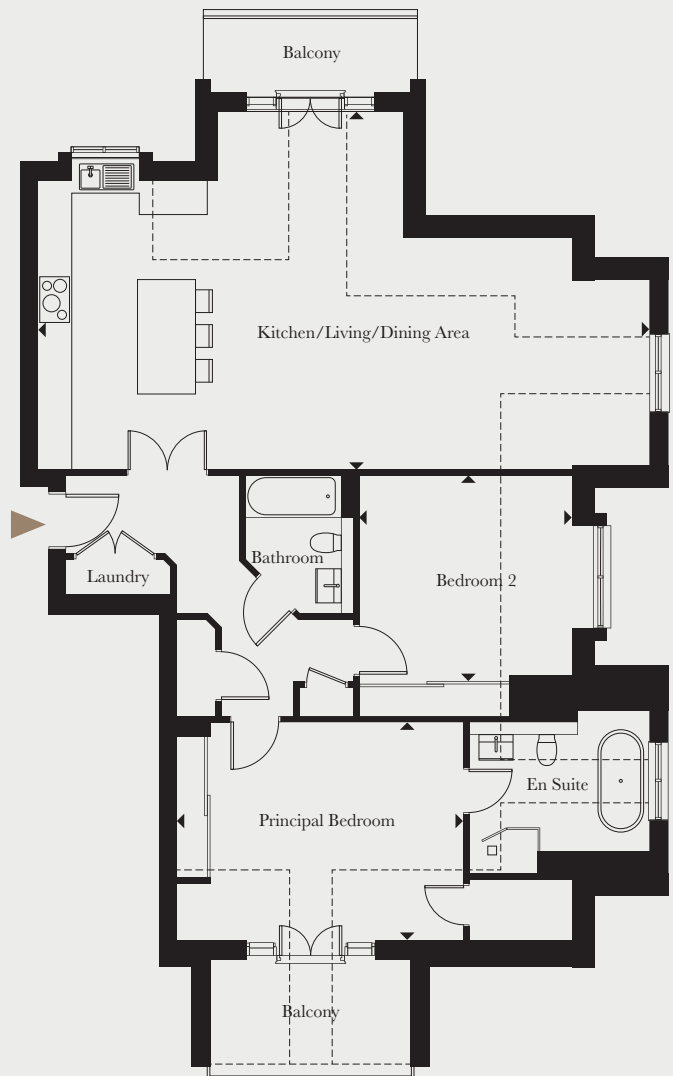 Balcony
Kitchen/Living/Dining Area
Bathroom
Laundry
Bedroom 2
En Suite
Principal Bedroom
Balcony